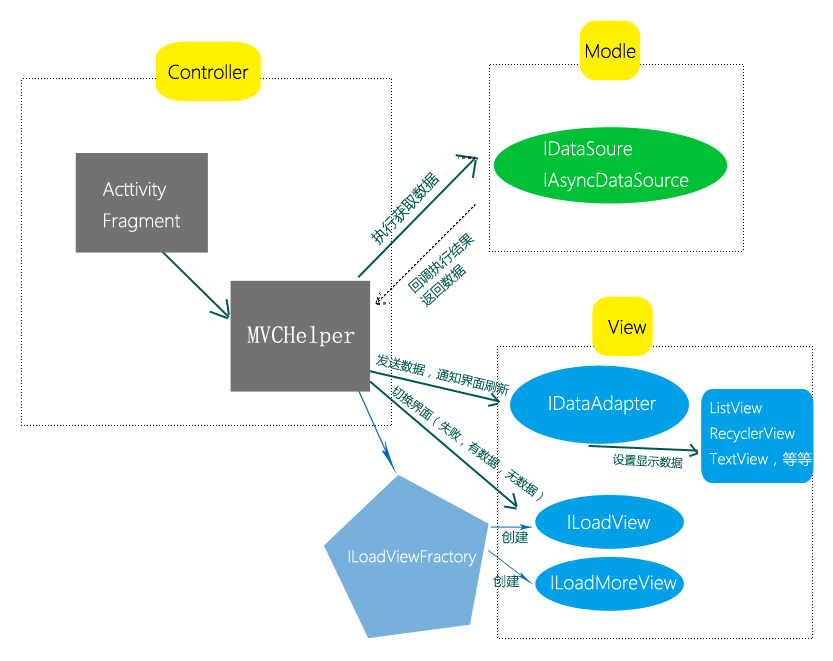 Controller
Acttivity
Fragment
MVCHelper
Modle
IDataSoure
IAsyncDataSource
执行获取数据
回调执行结果
返回数据
View
发送数据，通知界面刷新
切换界面（失败，有数据，无数据）
IDataAdapter
设置显示数据
ListView
RecyclerView
TextView，等等
ILoadViewFractory
创建
ILoadView
创建
ILoadMoreView